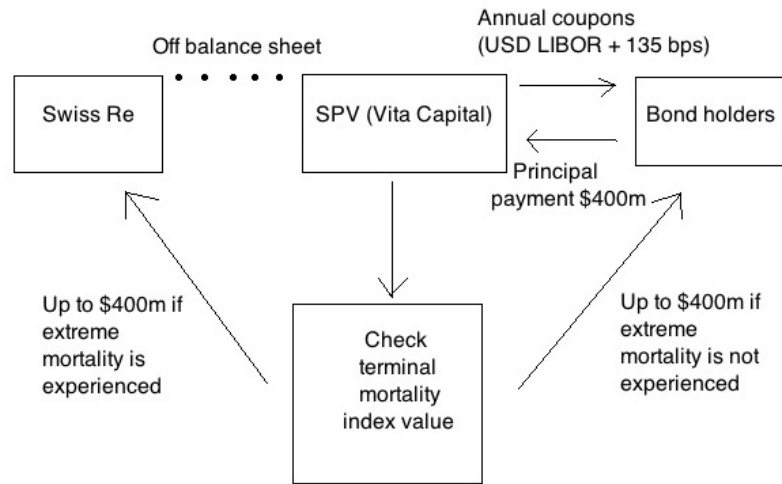 Off balance sheet
Annual coupons
(USD LIBOR + 135 bps)
Swiss Re
SPV (Vita Capital)
Bond holders
Principal
payment $400m
Up to $400m if
extreme
mortality is
experienced
Check
terminal
mortality
index value
Up to $400m if
extreme
mortality is not
experienced